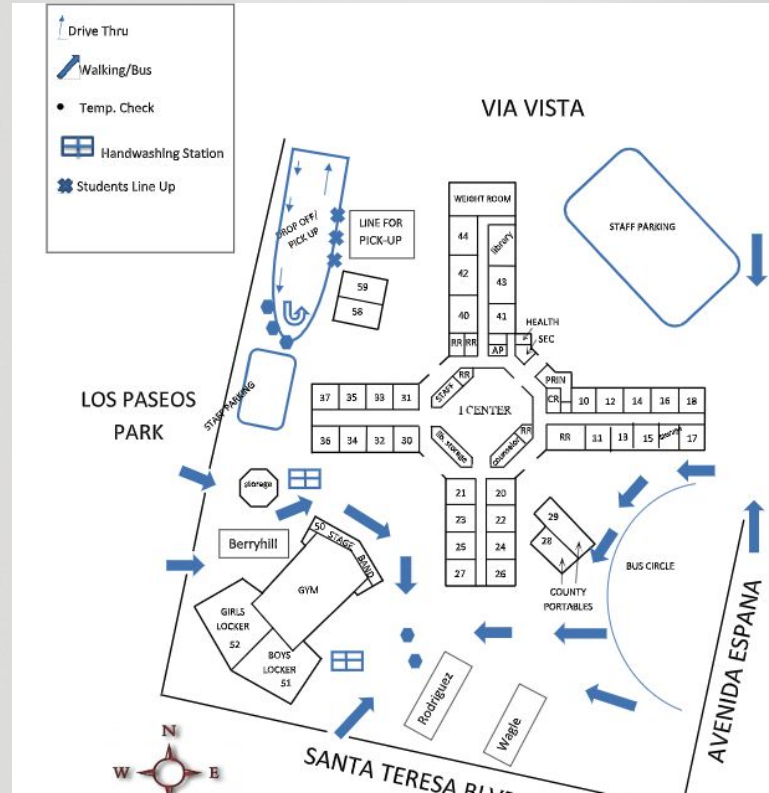 Drive Thru
Walking/Bus
Temp. Check
Handwashing Station
Students Line Up
VIA VISTA
WEIGHT ROOM
STAFF PARKING
DROP OFF/
PICK UP
LINE FOR
PICK-UP
44
library
42
43
59
58
40
41
HEALTH
SEC
RR
RR
AP
STAFF PARKING
LOS PASEOS
PARK
37
35
33
31
STAFF
RR
I CENTER
PRIN
CR
10
12
14
16
18
36
34
32
30
lib. storage
counselor
RR
RR
11
13
15
storage
17
storage
21
20
23
22
25
24
27
26
29
28
COUNTY
PORTABLES
BUS CIRCLE
Berryhill
50
STAGE
BAND
GYM
GIRLS
LOCKER
52
BOYS
LOCKER
51
Rodriguez
Wagle
AVENIDA ESPANA
N
W
E
SANTA TERESA